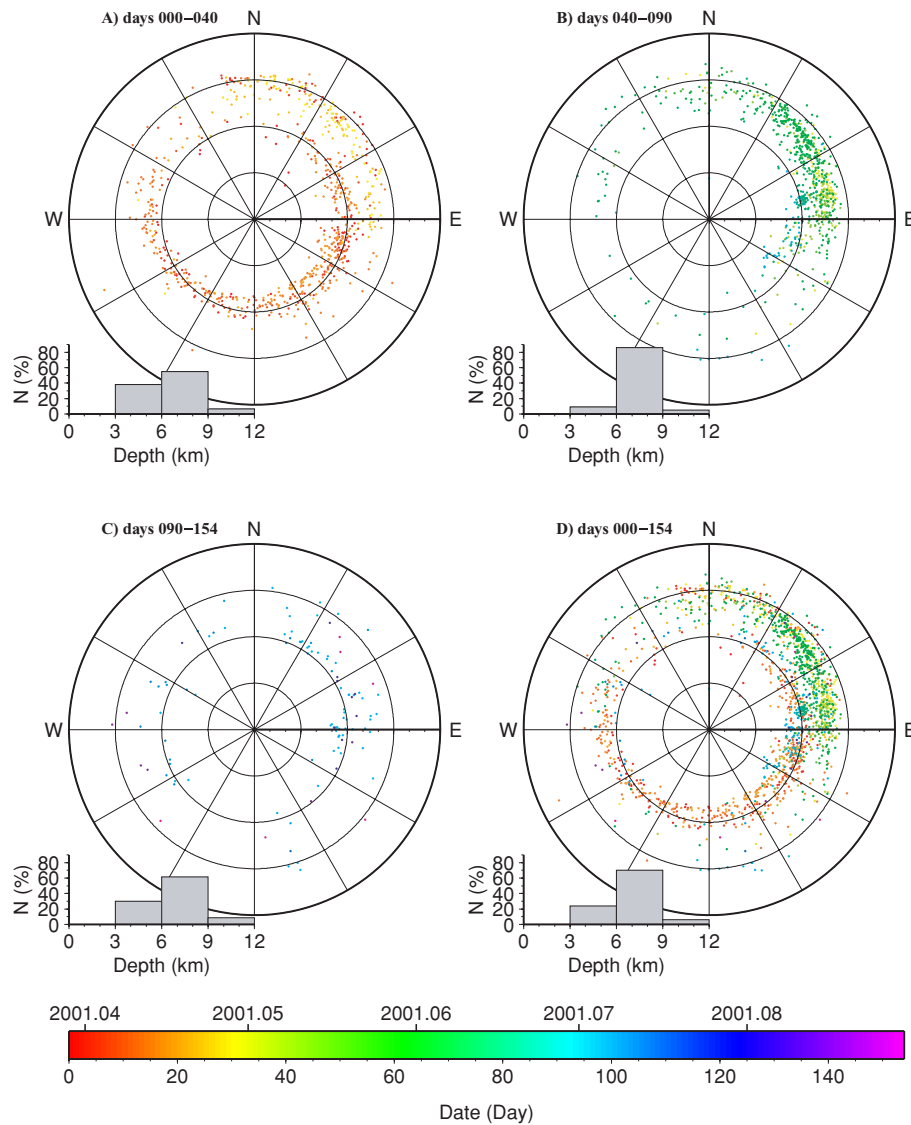 A) days 000–040
N
W
E
80
60
40
20
0
N (%)
0 3 6 9 12
Depth (km)
B) days 040–090
N
W
E
80
60
40
20
0
N (%)
0 3 6 9 12
Depth (km)
C) days 090–154
N
W
E
80
60
40
20
0
N (%)
0 3 6 9 12
Depth (km)
D) days 000–154
N
W
E
80
60
40
20
0
N (%)
0 3 6 9 12
Depth (km)
2001.04 2001.05 2001.06 2001.07 2001.08
0 20 40 60 80 100 120 140
Date (Day)